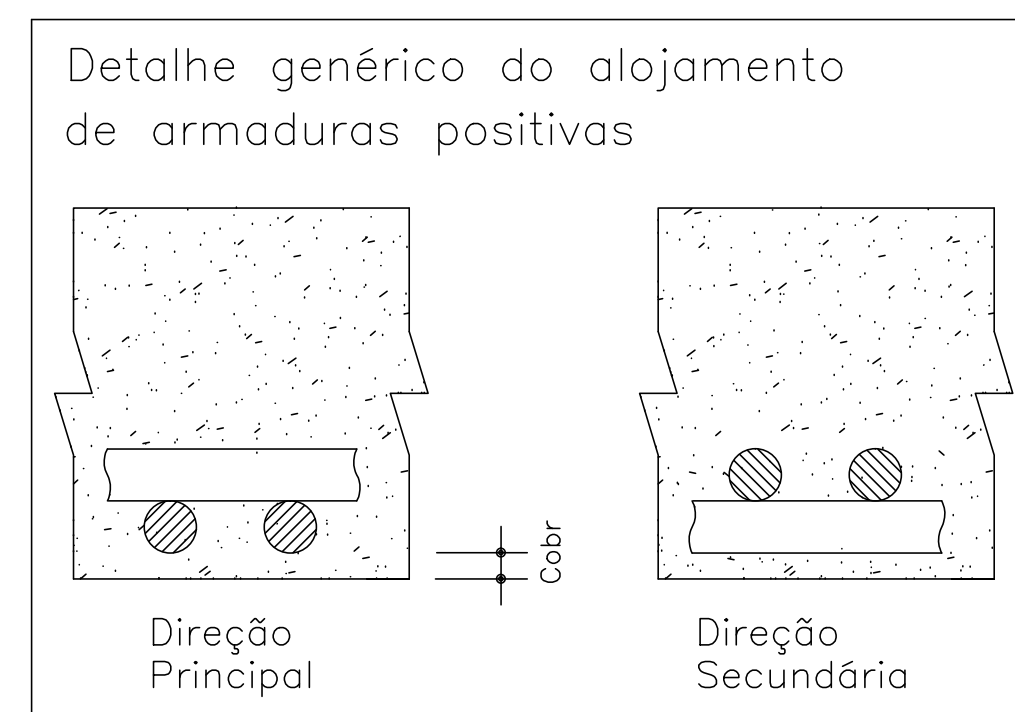 Detalhe genérico do alojamento
de armaduras positivas
Cobr
Direção
Principal
Direção
Secundária